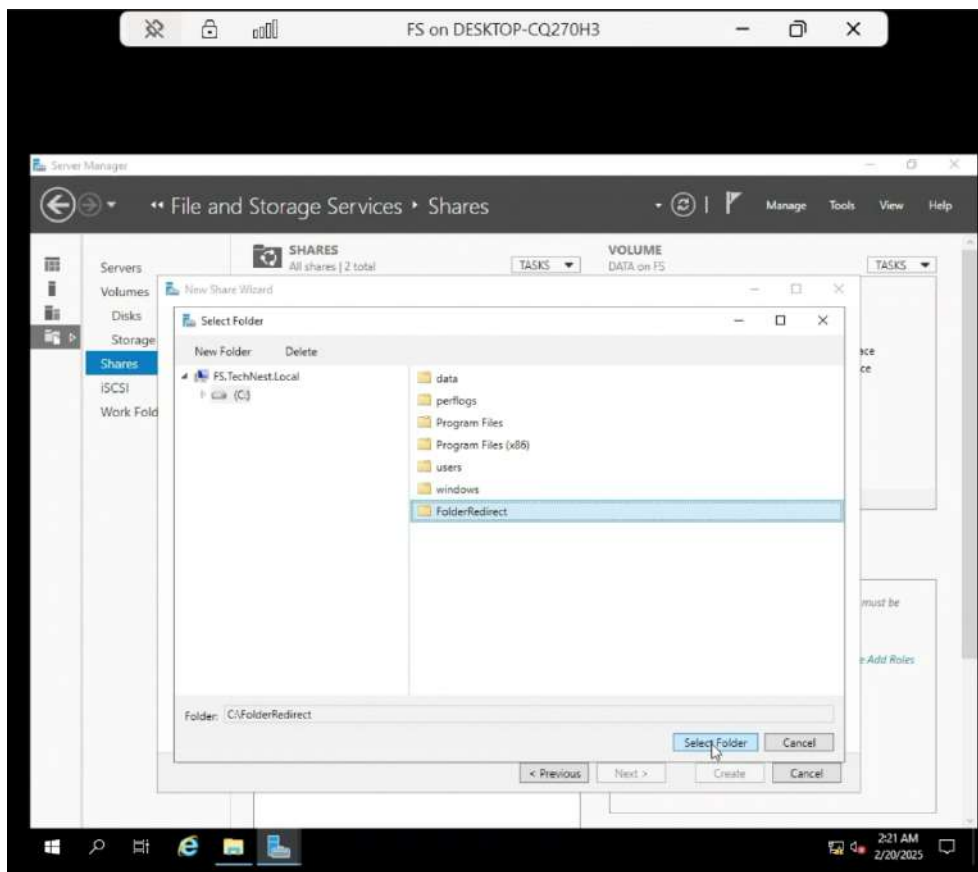 FS on DESKTOP-CQ270H3
Server Manager
File and Storage Services
Shares
Manage
Tools
View
Help
SHARES
All shares | 2 total
TASKS
VOLUME
DATA on FS
TASKS
Servers
Volumes
Disks
Storage
Shares
iSCSI
Work Fold
New Share Wizard
Select Folder
New Folder
Delete
FS.TechNest.Local
(C:)
data
perflogs
Program Files
Program Files (x86)
users
windows
FolderRedirect
must be
Add Roles
Folder:
C:\FolderRedirect
Select Folder
Cancel
< Previous
Next >
Create
Cancel
2:21 AM
2/20/2025